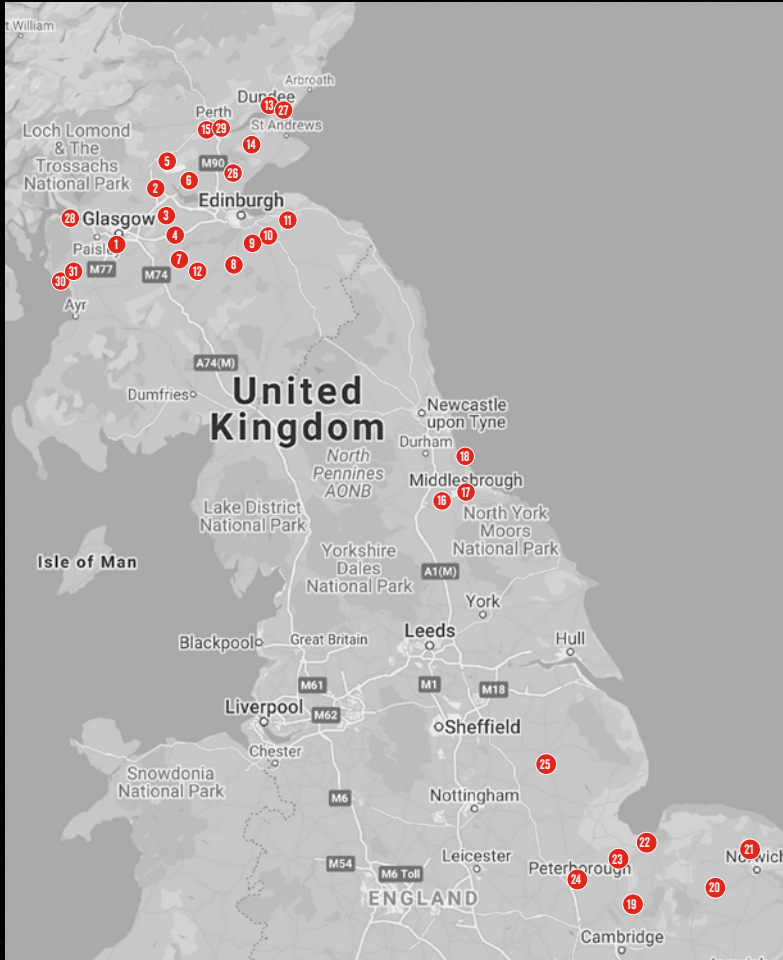 t William
Arbroath
Dundee
13
27
Perth
15
29
St Andrews
Loch Lomond
& The
Trossachs
National Park
14
5
M90
26
6
2
Edinburgh
28
Glasgow
3
11
4
10
9
1
Paisley
M77
7
8
31
30
M74
12
Ayr
A74(M)
United
Kingdom
Dumfries
Newcastle
upon Tyne
Durham
18
North
Pennines
AONB
Middlesbrough
17
16
Lake District
National Park
North York
Moors
National Park
Isle of Man
Yorkshire
Dales
National Park
A1(M)
York
Leeds
Hull
Blackpool
Great Britain
M61
M1
M18
Liverpool
M62
Sheffield
Chester
25
Snowdonia
National Park
M6
Nottingham
22
21
M54
Leicester
23
Norwich
M6 Toll
Peterborough
24
20
ENGLAND
19
Cambridge